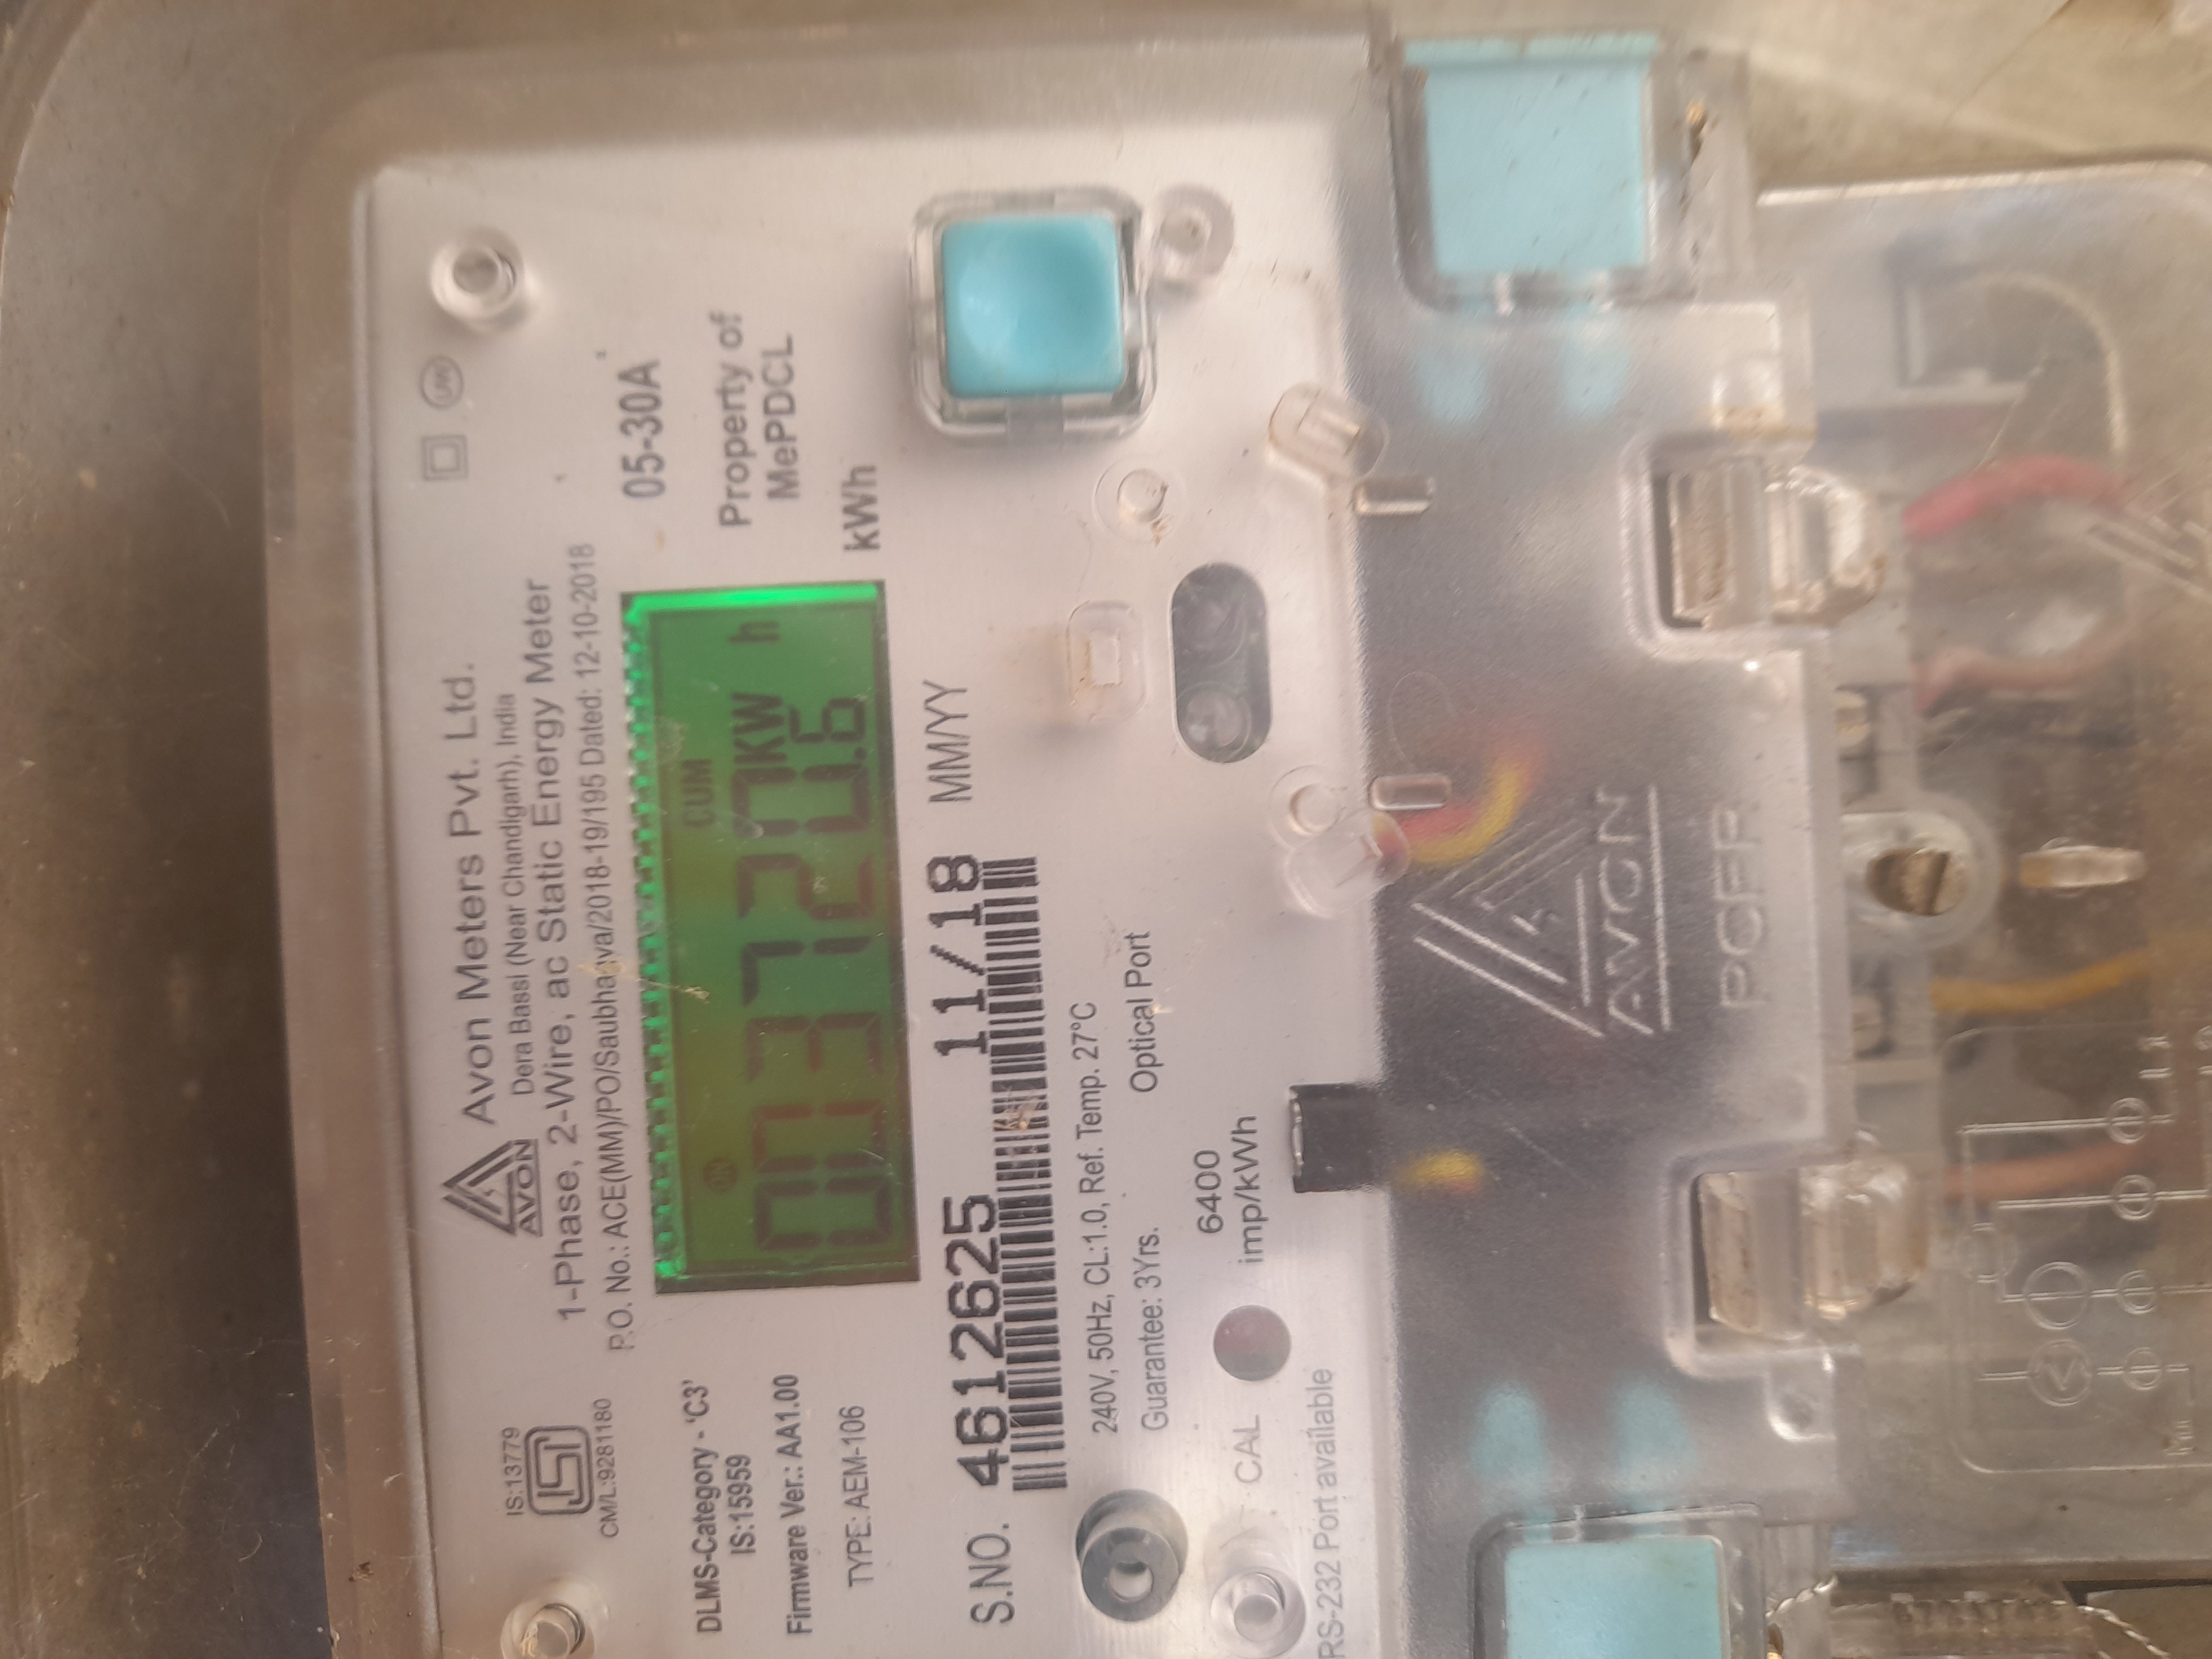 IS:13779
CM/L:9281180
AVON
Avon Meters Pvt. Ltd.
Dera Bassi (Near Chandigarh), India
1-Phase, 2-Wire, ac Static Energy Meter
P.O. No.: ACE(MM)/PO/Saubhagya/2018-19/195 Dated: 12-10-2018
DLMS-Category - 'C3'
IS:15959
Firmware Ver.: AA1.00
TYPE: AEM-106
CUM
003720.6 KWh
05-30A
Property of
MePDCL
kWh
S.NO. 4612625 11/18 MM/YY
240V, 50Hz, CL:1.0, Ref. Temp. 27°C
Guarantee: 3Yrs.
Optical Port
CAL
6400
imp/kWh
RS-232 Port available
AVON